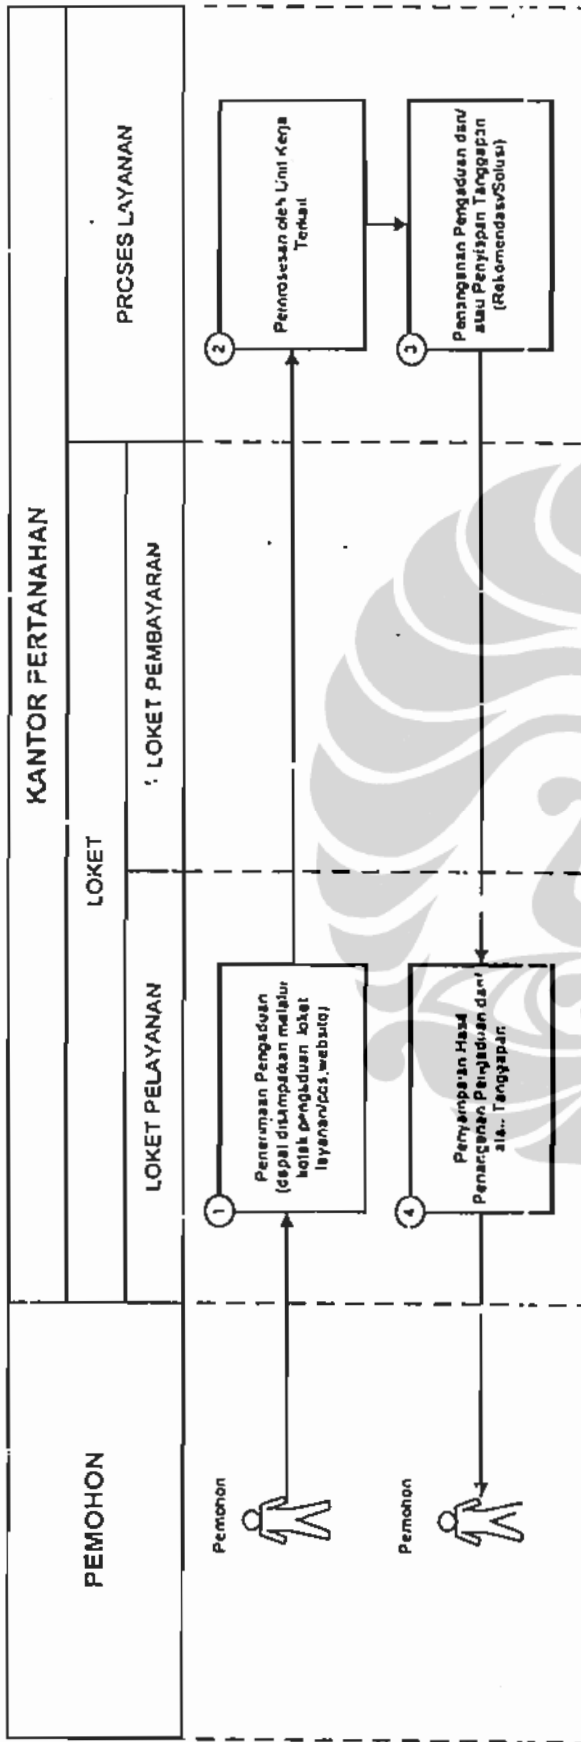 KANTOR PERTANAHAN
PEMOHON
LOKET
PROSES LAYANAN
LOKET PELAYANAN
LOKET PEMBAYARAN
Pemohon
1
Penerimaan Pengaduan
(dapat disampaikan melalui
kotak pengaduan loket
layanan/pos,website)
2
Pemrosesan oleh Unit Kerja
Terkait
3
Penanganan Pengaduan dan/
atau Penyiapan Tanggapan
(Rekomendasi/Solusi)
4
Penyampaian Hasil
Penanganan Pengaduan dan/
atau Tanggapan
Pemohon